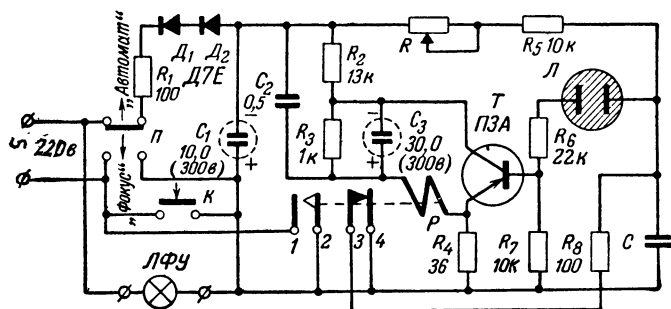 „Автомат“
„Фокус“
220в
R₁
100
Д₁ Д₂
Д7Е
C₁
10,0
(300в)
C₂
0,5
R₂
13к
R₃
1к
C₃
30,0
(300в)
R
R₅ 10к
Л
Т
П3А
R₆
22к
П
К
Р
1
2
3
4
R₄
36
R₇
10К
R₈
100
C
ЛФУ
−
+
−
+